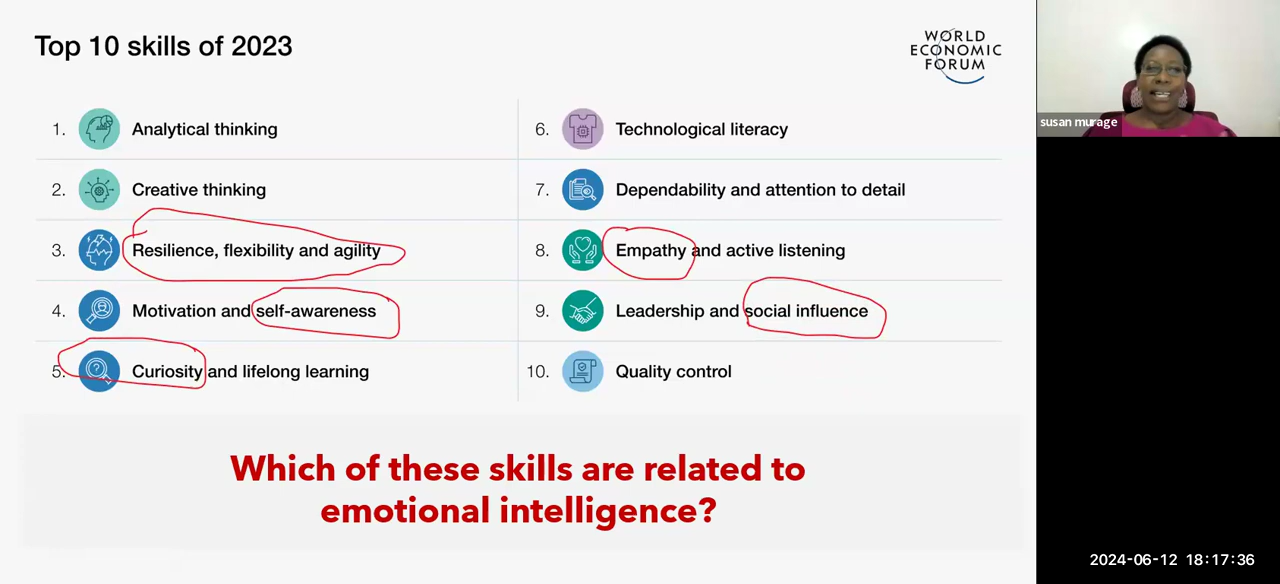 Top 10 skills of 2023
WORLD
ECONOMIC
FORUM
1. Analytical thinking
2. Creative thinking
3. Resilience, flexibility and agility
4. Motivation and self-awareness
5. Curiosity and lifelong learning
6. Technological literacy
7. Dependability and attention to detail
8. Empathy and active listening
9. Leadership and social influence
10. Quality control
Which of these skills are related to
emotional intelligence?
susan murage
2024-06-12 18:17:36